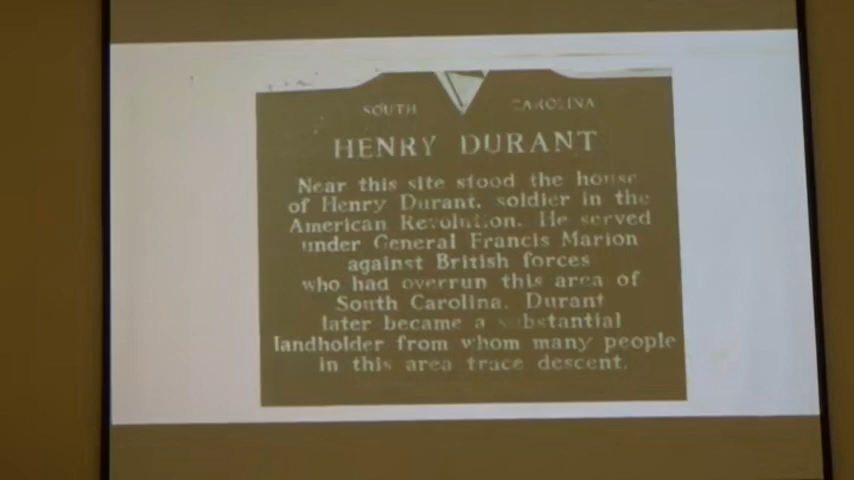 SOUTH CAROLINA
HENRY DURANT
Near this site stood the house
of Henry Durant, soldier in the
American Revolution. He served
under General Francis Marion
against British forces
who had overrun this area of
South Carolina. Durant
later became a substantial
landholder from whom many people
in this area trace descent.